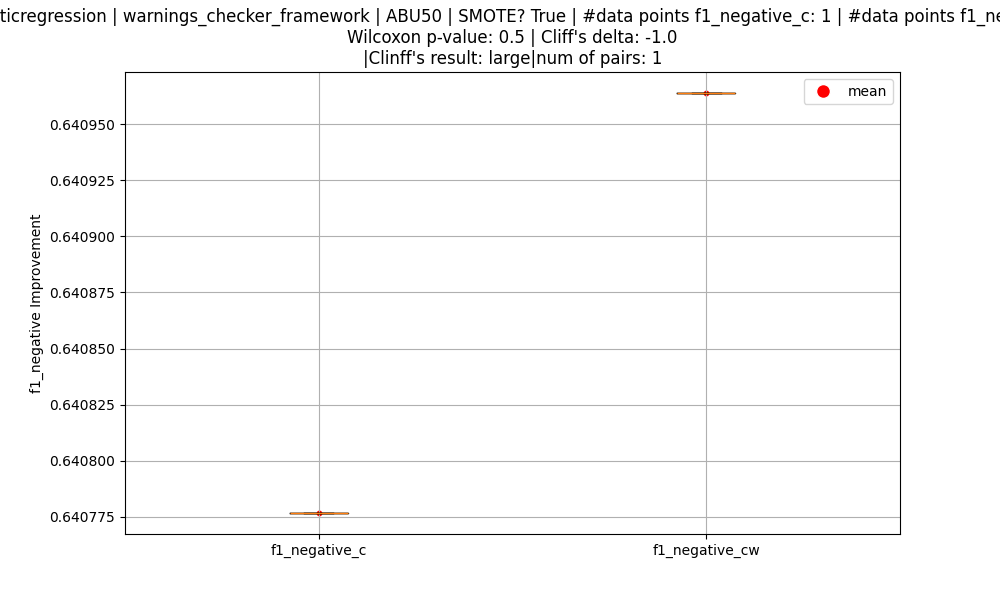 ticregression | warnings_checker_framework | ABU50 | SMOTE? True | #data points f1_negative_c: 1 | #data points f1_ne
Wilcoxon p-value: 0.5 | Cliff's delta: -1.0
|Clinff's result: large|num of pairs: 1
mean
0.640950
0.640925
0.640900
0.640875
0.640850
0.640825
0.640800
0.640775
f1_negative Improvement
f1_negative_c
f1_negative_cw